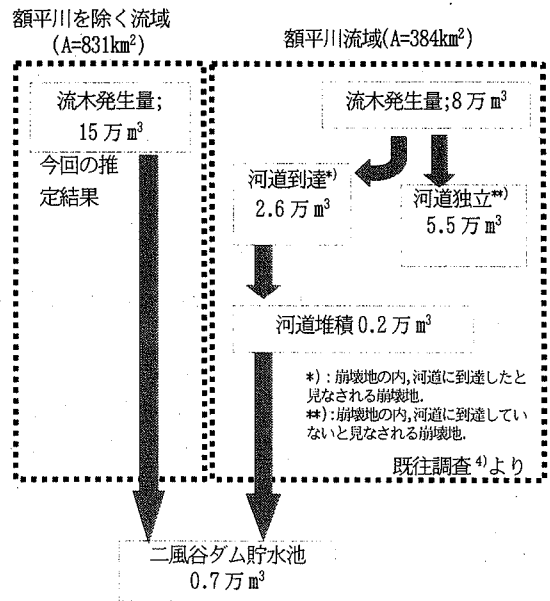 額平川を除く流域
(A=831km²)
額平川流域(A=384km²)
流木発生量;
15万m³
今回の推
定結果
流木発生量;8万m³
河道到達*)
2.6万m³
河道独立**)
5.5万m³
河道堆積0.2万m³
*):崩壊地の内,河道に到達したと
見なされる崩壊地.
**):崩壊地の内,河道に到達してい
ないと見なされる崩壊地.
既往調査⁴⁾より
二風谷ダム貯水池
0.7万m³